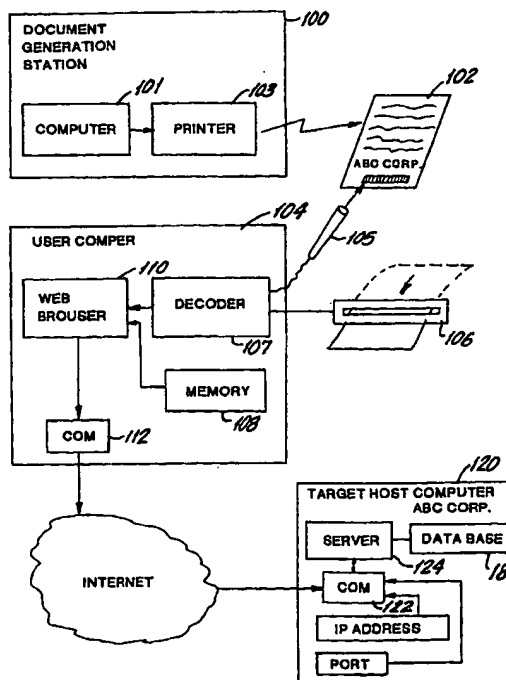 DOCUMENT
GENERATION
STATION
100
101
COMPUTER
103
PRINTER
102
ABC CORP.
104
105
USER COMPER
110
WEB
BROUSER
DECODER
107
106
MEMORY
108
COM
112
INTERNET
120
TARGET HOST COMPUTER
ABC CORP.
SERVER
DATA BASE
124
18
COM
122
IP ADDRESS
PORT